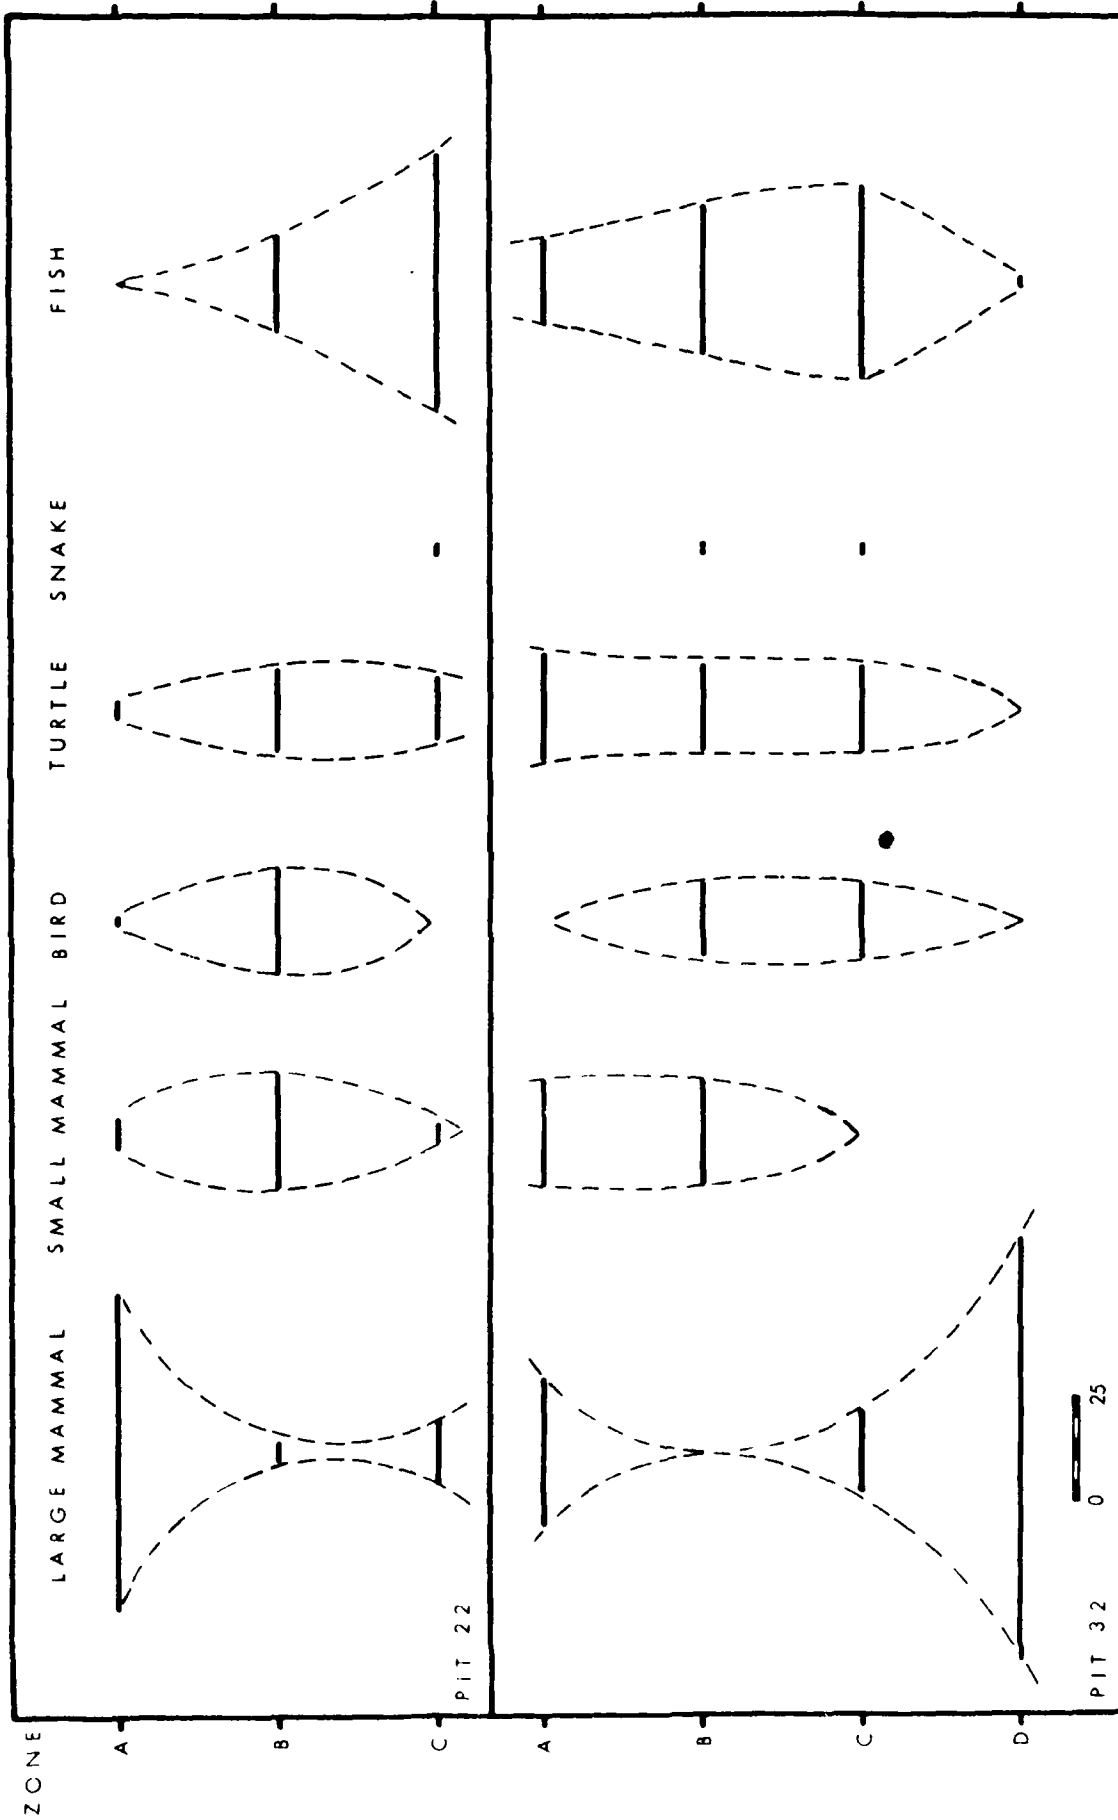 ZONE
LARGE MAMMAL SMALL MAMMAL BIRD TURTLE SNAKE FISH
A
B
C
PIT 22
A
B
C
D
PIT 32
0 25